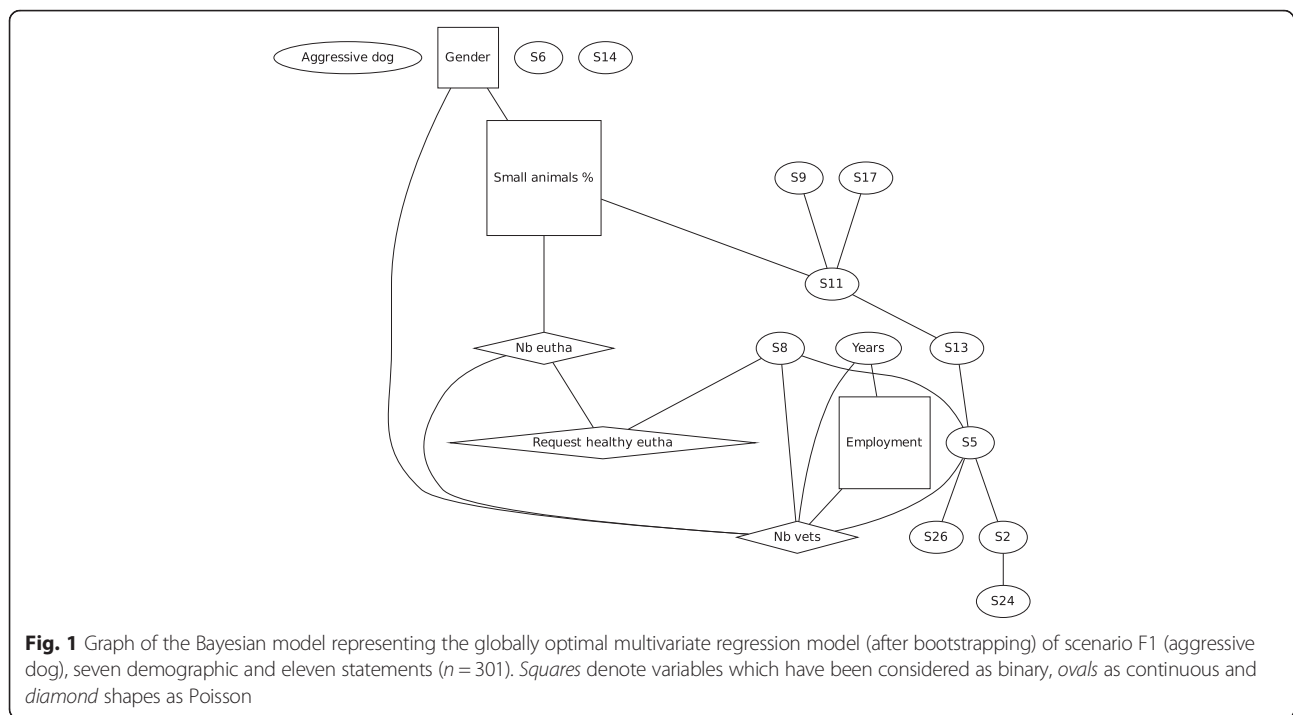 Aggressive dog
Gender
S6
S14
Small animals %
S9
S17
S11
Nb eutha
S8
Years
S13
Request healthy eutha
Employment
S5
Nb vets
S26
S2
S24
Fig. 1 Graph of the Bayesian model representing the globally optimal multivariate regression model (after bootstrapping) of scenario F1 (aggressive
dog), seven demographic and eleven statements (n = 301). Squares denote variables which have been considered as binary, ovals as continuous and
diamond shapes as Poisson